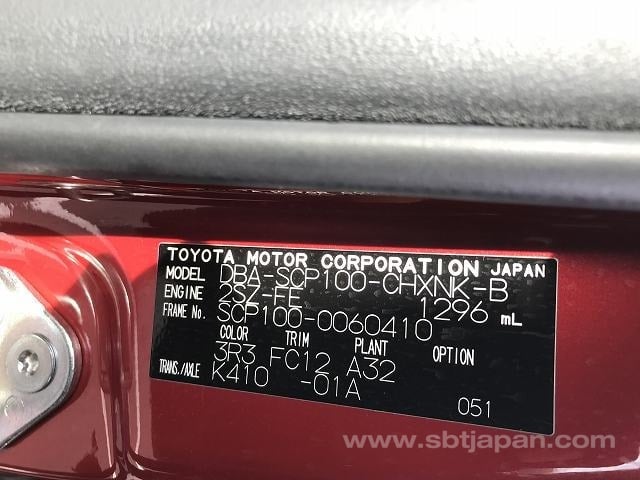 TOYOTA MOTOR CORPORATION JAPAN
MODEL DBA-SCP100-CHXNK-B
ENGINE 2SZ-FE 1296 mL
FRAME No. SCP100-0060410
COLOR TRIM PLANT OPTION
3R3 FC12 A32
TRANS./AXLE K410 -01A
051
www.sbtjapan.com